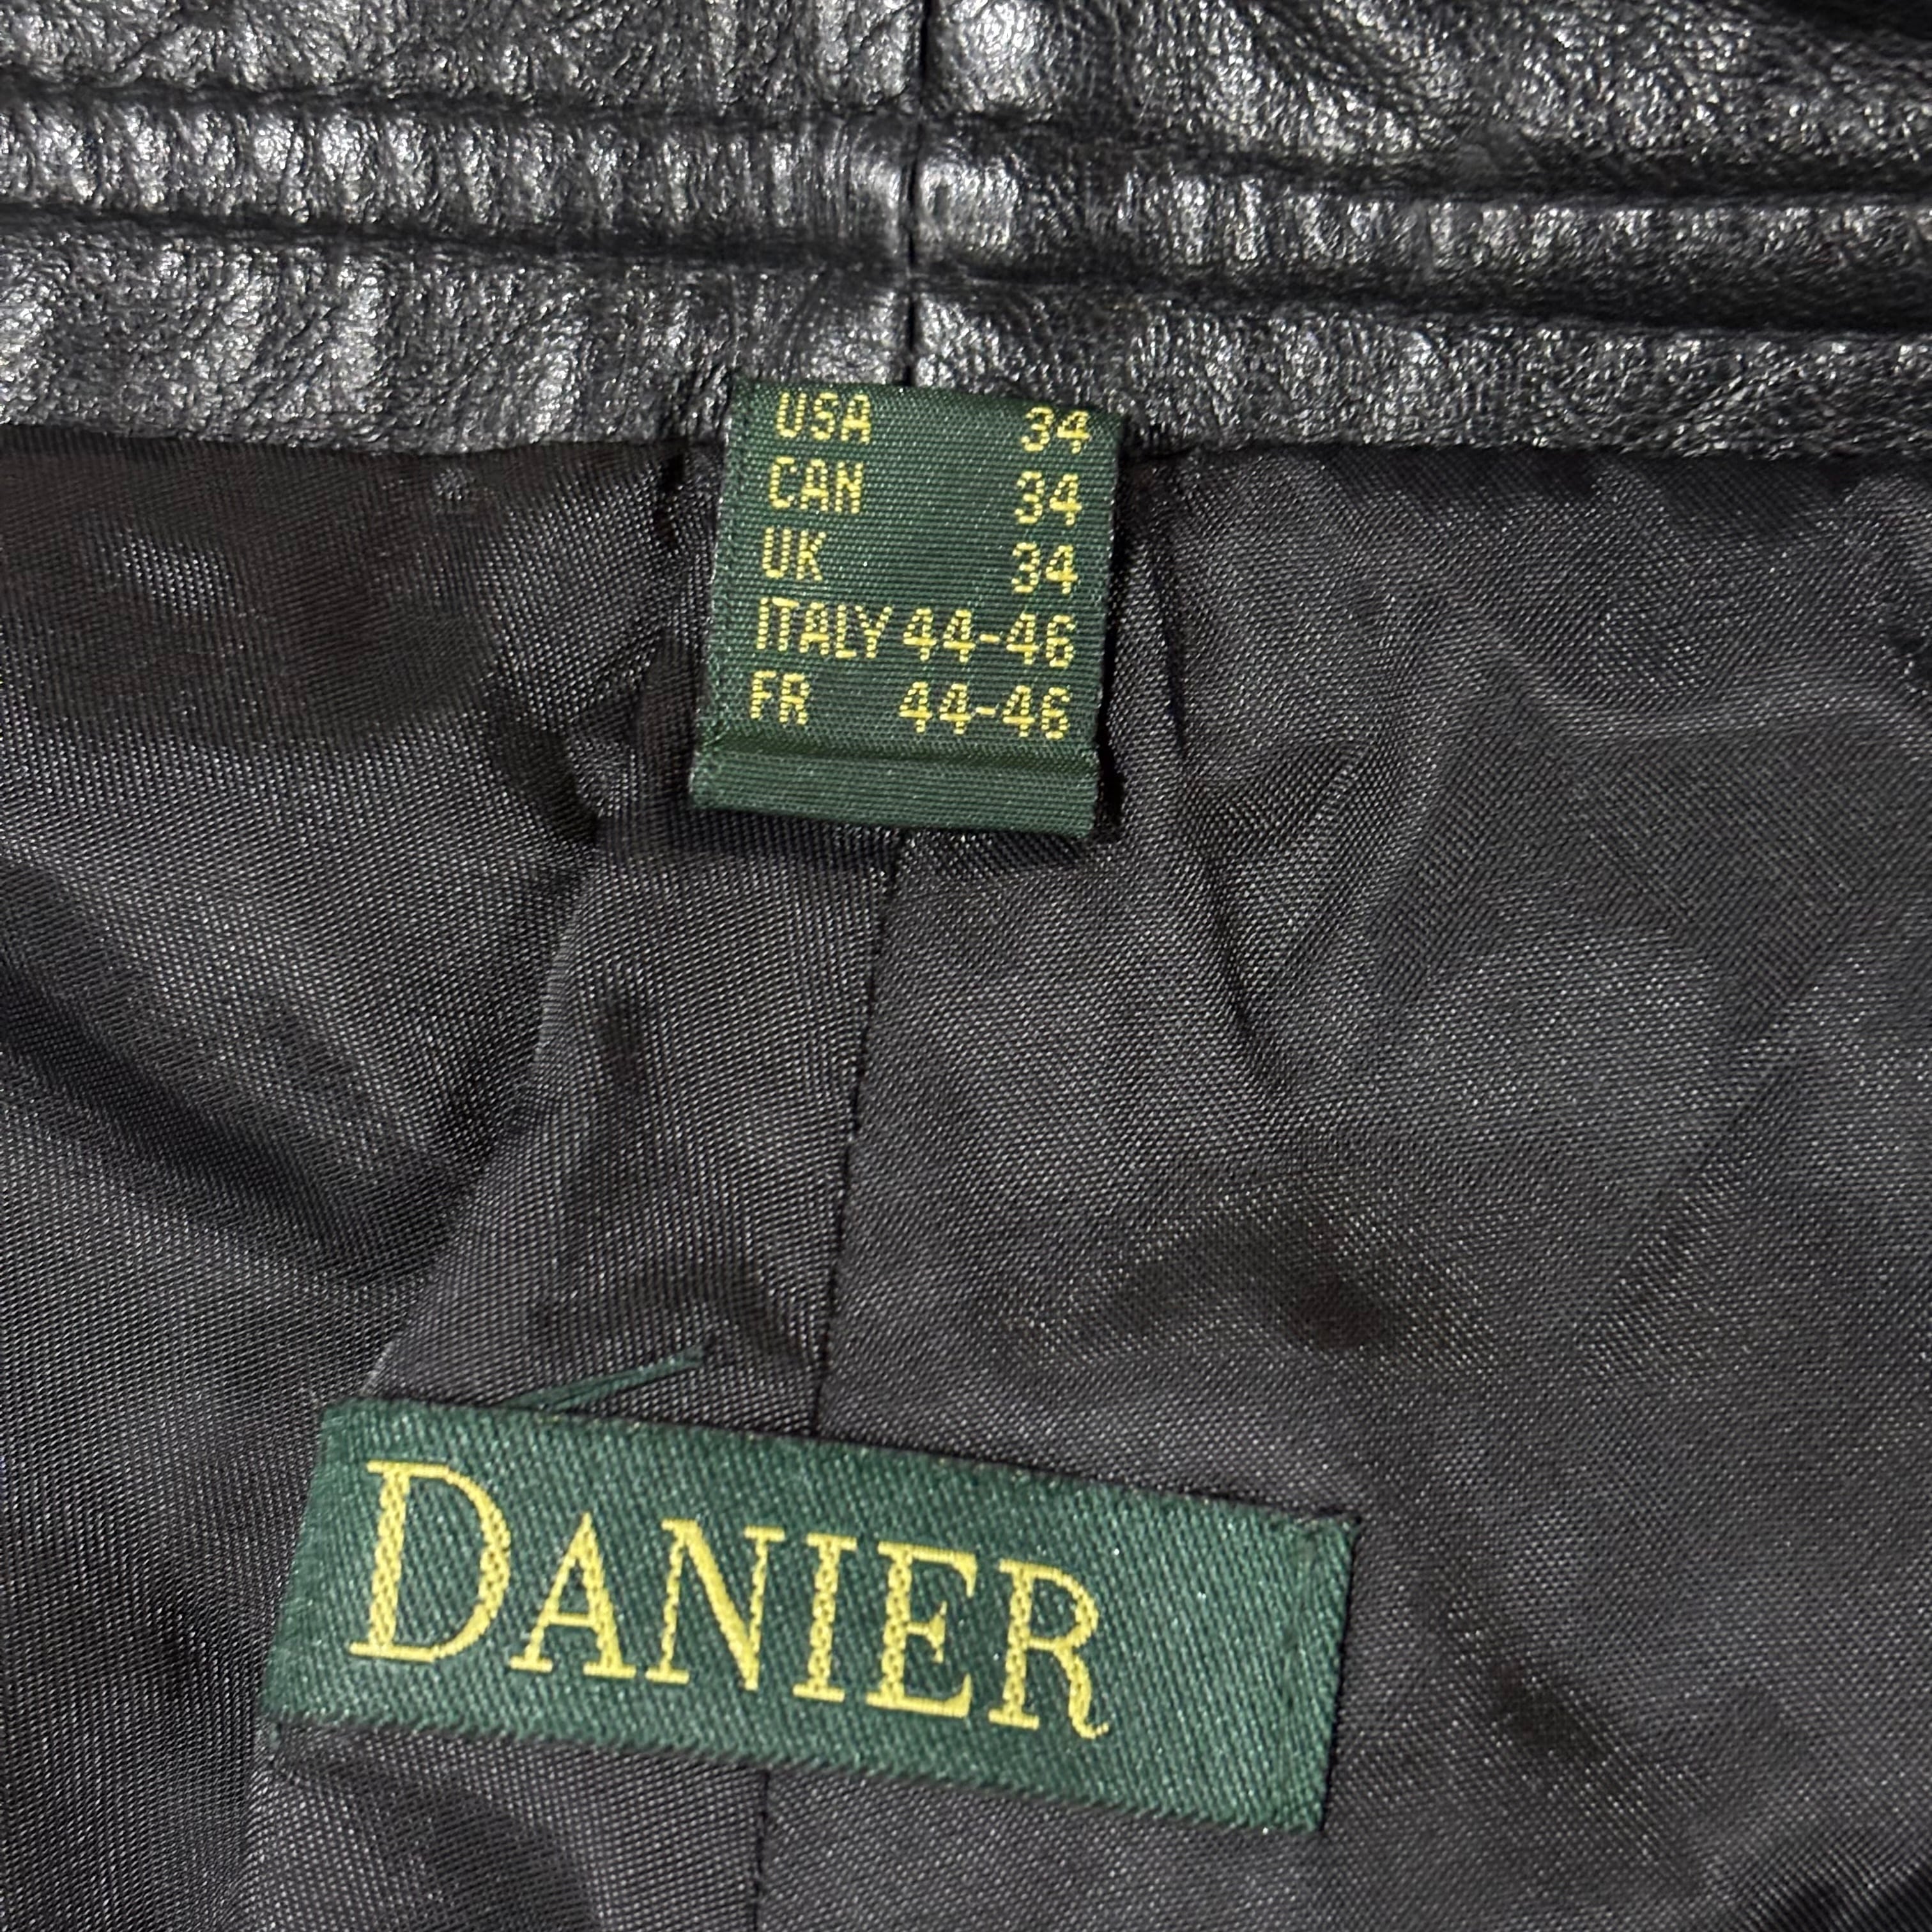 USA 34
CAN 34
UK 34
ITALY 44-46
FR 44-46
DANIER